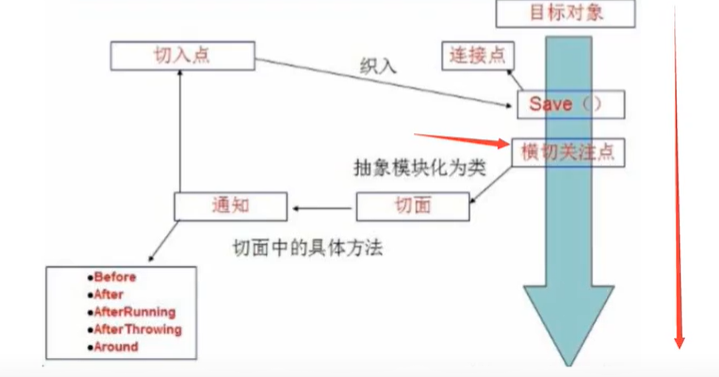 目标对象
切入点
连接点
织入
Save（）
横切关注点
抽象模块化为类
通知
切面
切面中的具体方法
●Before
●After
●AfterRunning
●AfterThrowing
●Around